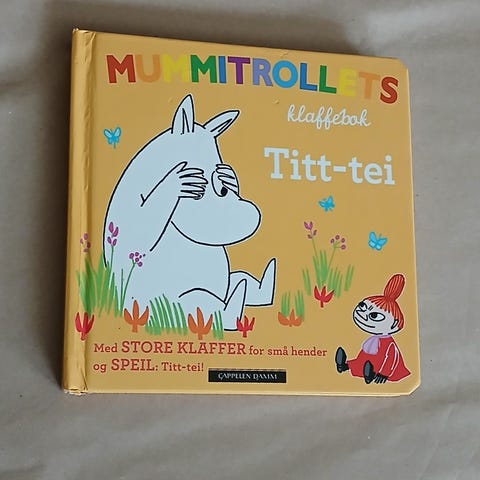 MUMMITROLLETS
klaffebok
Titt-tei
Med STORE KLAFFER for små hender
og SPEIL: Titt-tei!
CAPPELEN DAMM